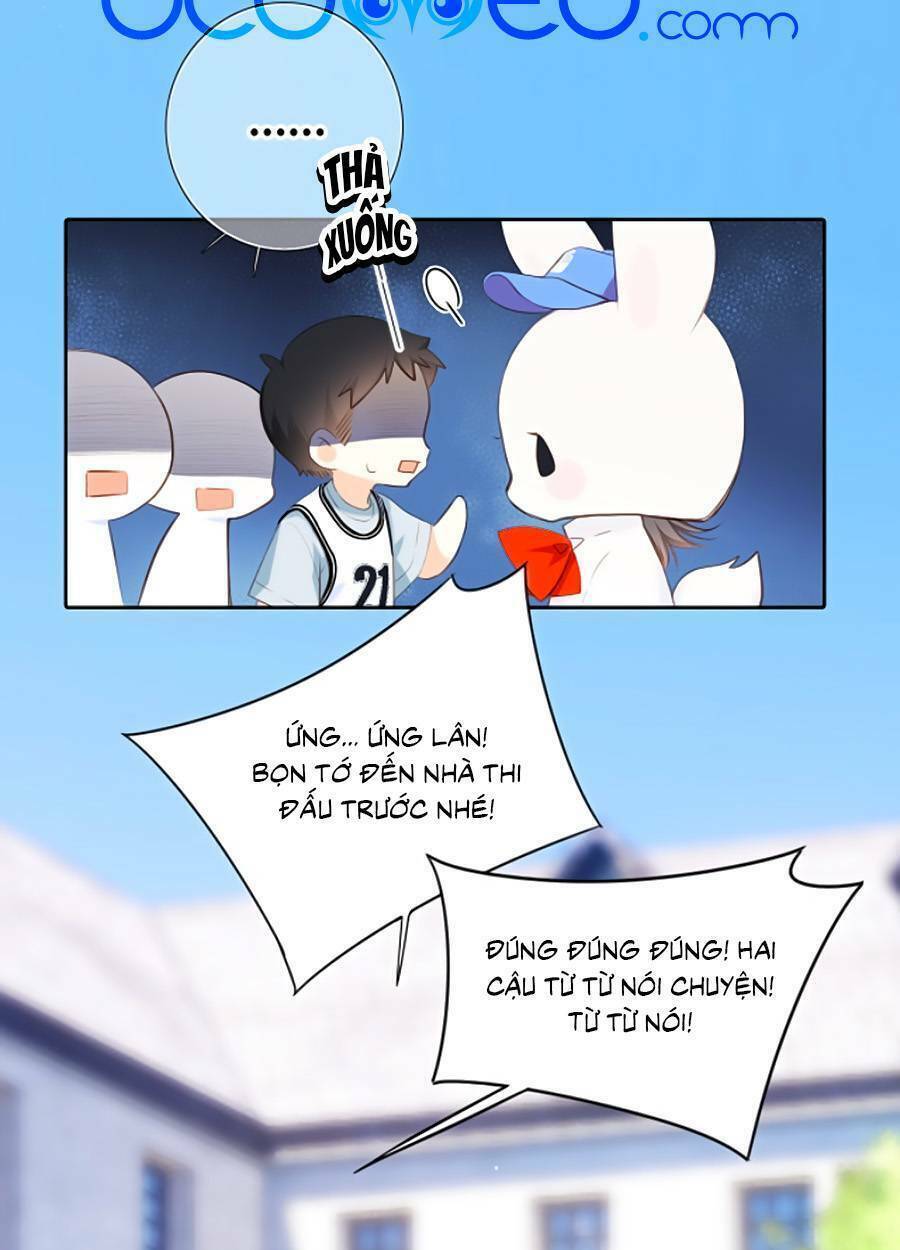 ......
THẢ
XUỐNG
21
ỨNG... ỨNG LÂN!
BỌN TỚ ĐẾN NHÀ THI
ĐẤU TRƯỚC NHÉ!
ĐÚNG ĐÚNG ĐÚNG! HAI
CẬU TỪ TỪ NÓI CHUYỆN!
TỪ TỪ NÓI!